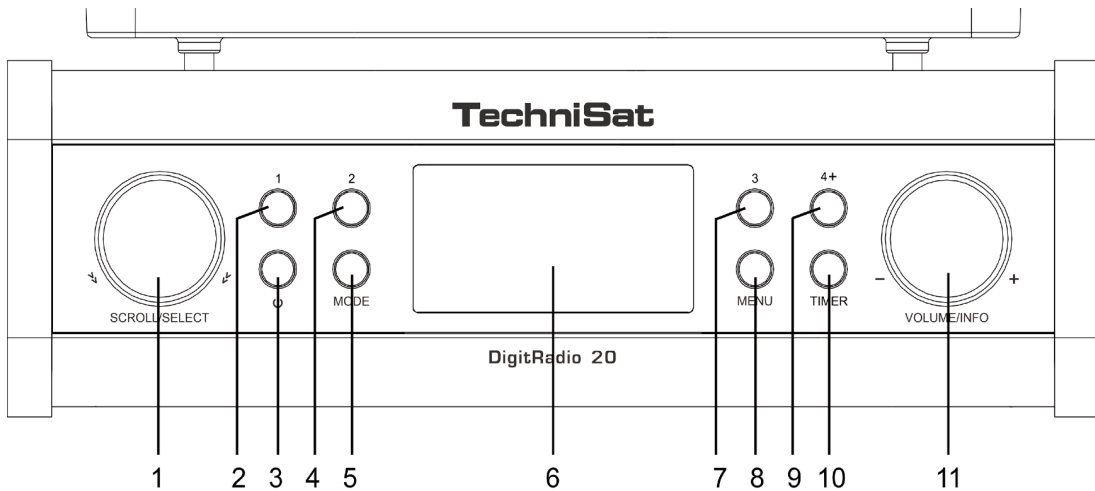 TechniSat
1 2 3 4+
MODE MENU TIMER
− +
SCROLL/SELECT VOLUME/INFO
DigitRadio 20
1 2 3 4 5 6 7 8 9 10 11